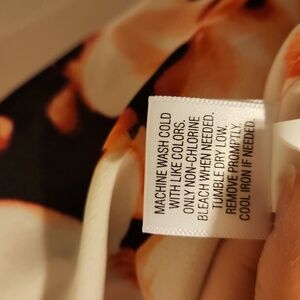 MACHINE WASH COLD
WITH LIKE COLORS.
ONLY NON-CHLORINE
BLEACH WHEN NEEDED.
TUMBLE DRY LOW.
REMOVE PROMPTLY.
COOL IRON IF NEEDED.